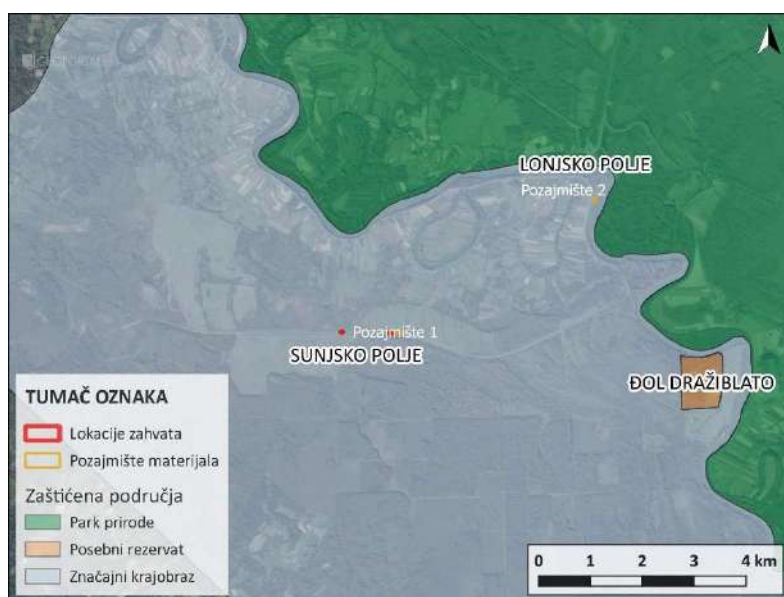 LONJSKO POLJE
Pozajmište 2
Pozajmište 1
SUNJSKO POLJE
ĐOL DRAŽIBLATO
TUMAČ OZNAKA
Lokacije zahvata
Pozajmište materijala
Zaštićena područja
Park prirode
Posebni rezervat
Značajni krajobraz
0 1 2 3 4 km